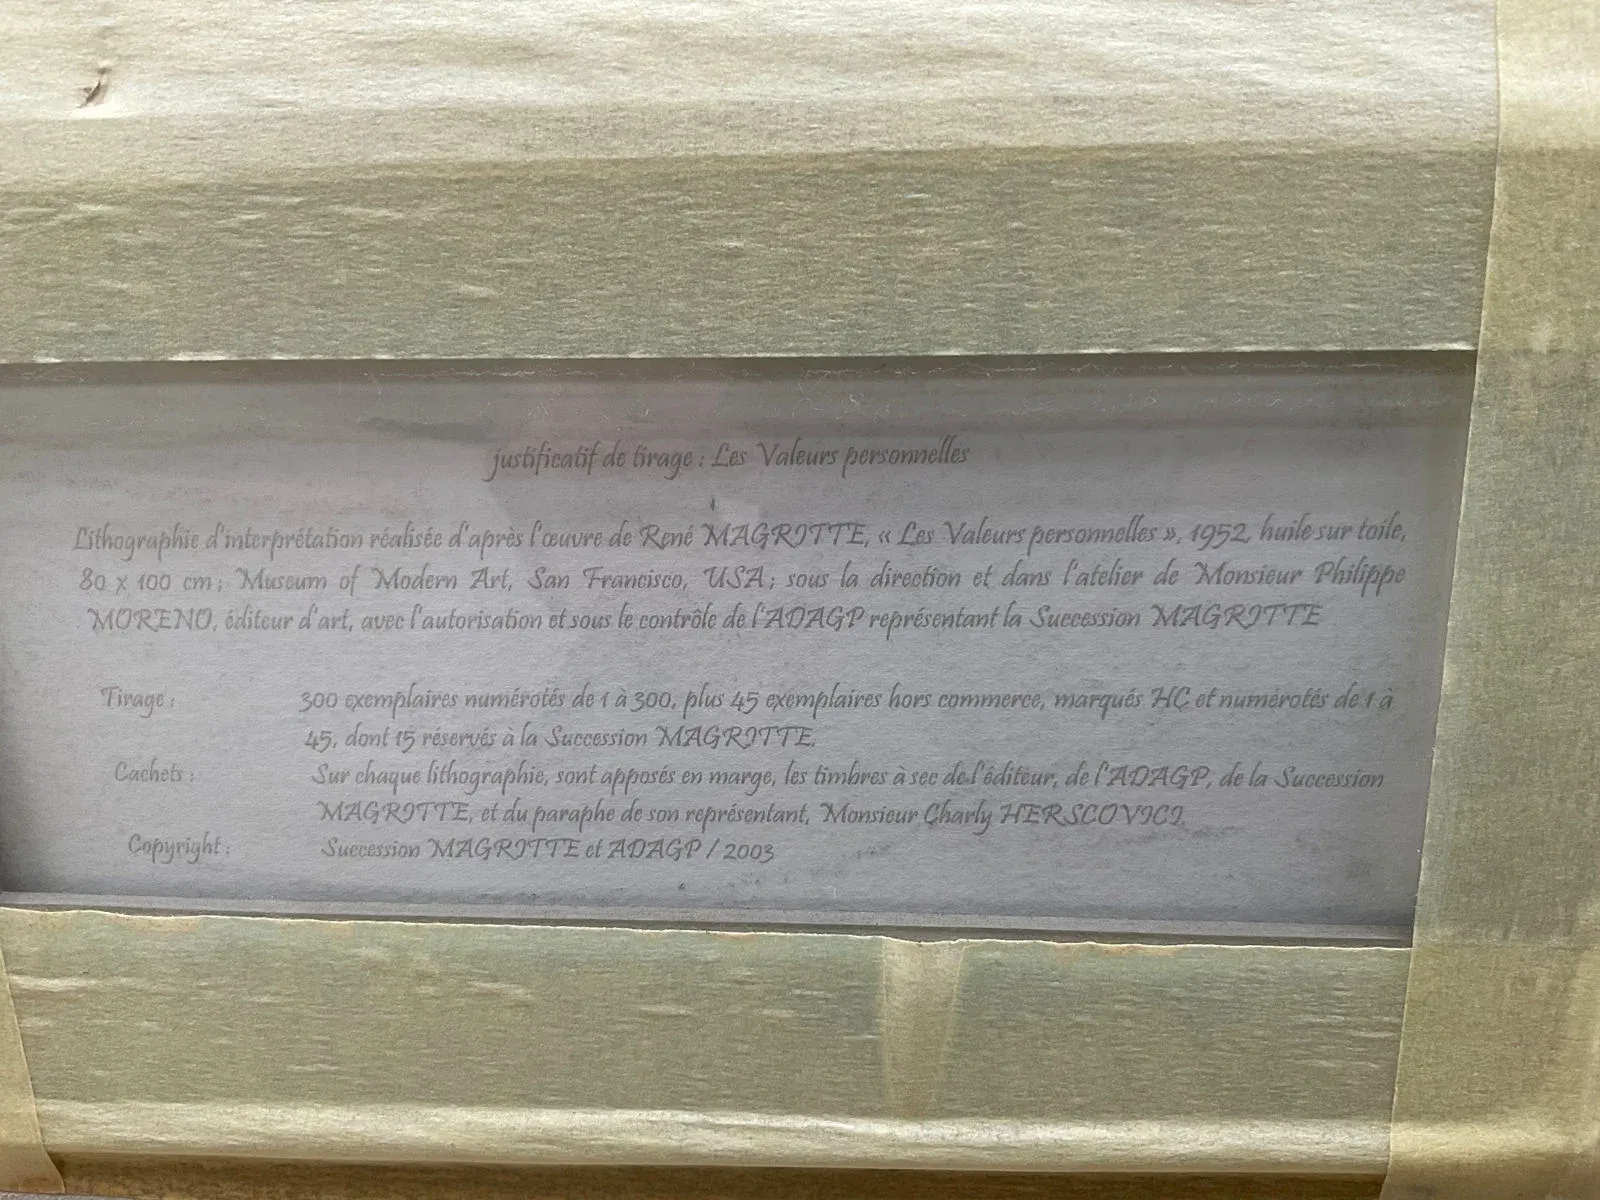 justificatif de tirage : Les Valeurs personnelles
Lithographie d'interprétation réalisée d'après l'œuvre de René MAGRITTE, « Les Valeurs personnelles », 1952, huile sur toile,
80 x 100 cm ; Museum of Modern Art, San Francisco, USA ; sous la direction et dans l'atelier de Monsieur Philippe
MORENO, éditeur d'art, avec l'autorisation et sous le contrôle de l'ADAGP représentant la Succession MAGRITTE
Tirage : 300 exemplaires numérotés de 1 à 300, plus 45 exemplaires hors commerce, marqués HC et numérotés de 1 à
45, dont 15 réservés à la Succession MAGRITTE.
Cachets : Sur chaque lithographie, sont apposés en marge, les timbres à sec de l'éditeur, de l'ADAGP, de la Succession
MAGRITTE, et du paraphe de son représentant, Monsieur Charly HERSCOVICI.
Copyright : Succession MAGRITTE et ADAGP / 2003